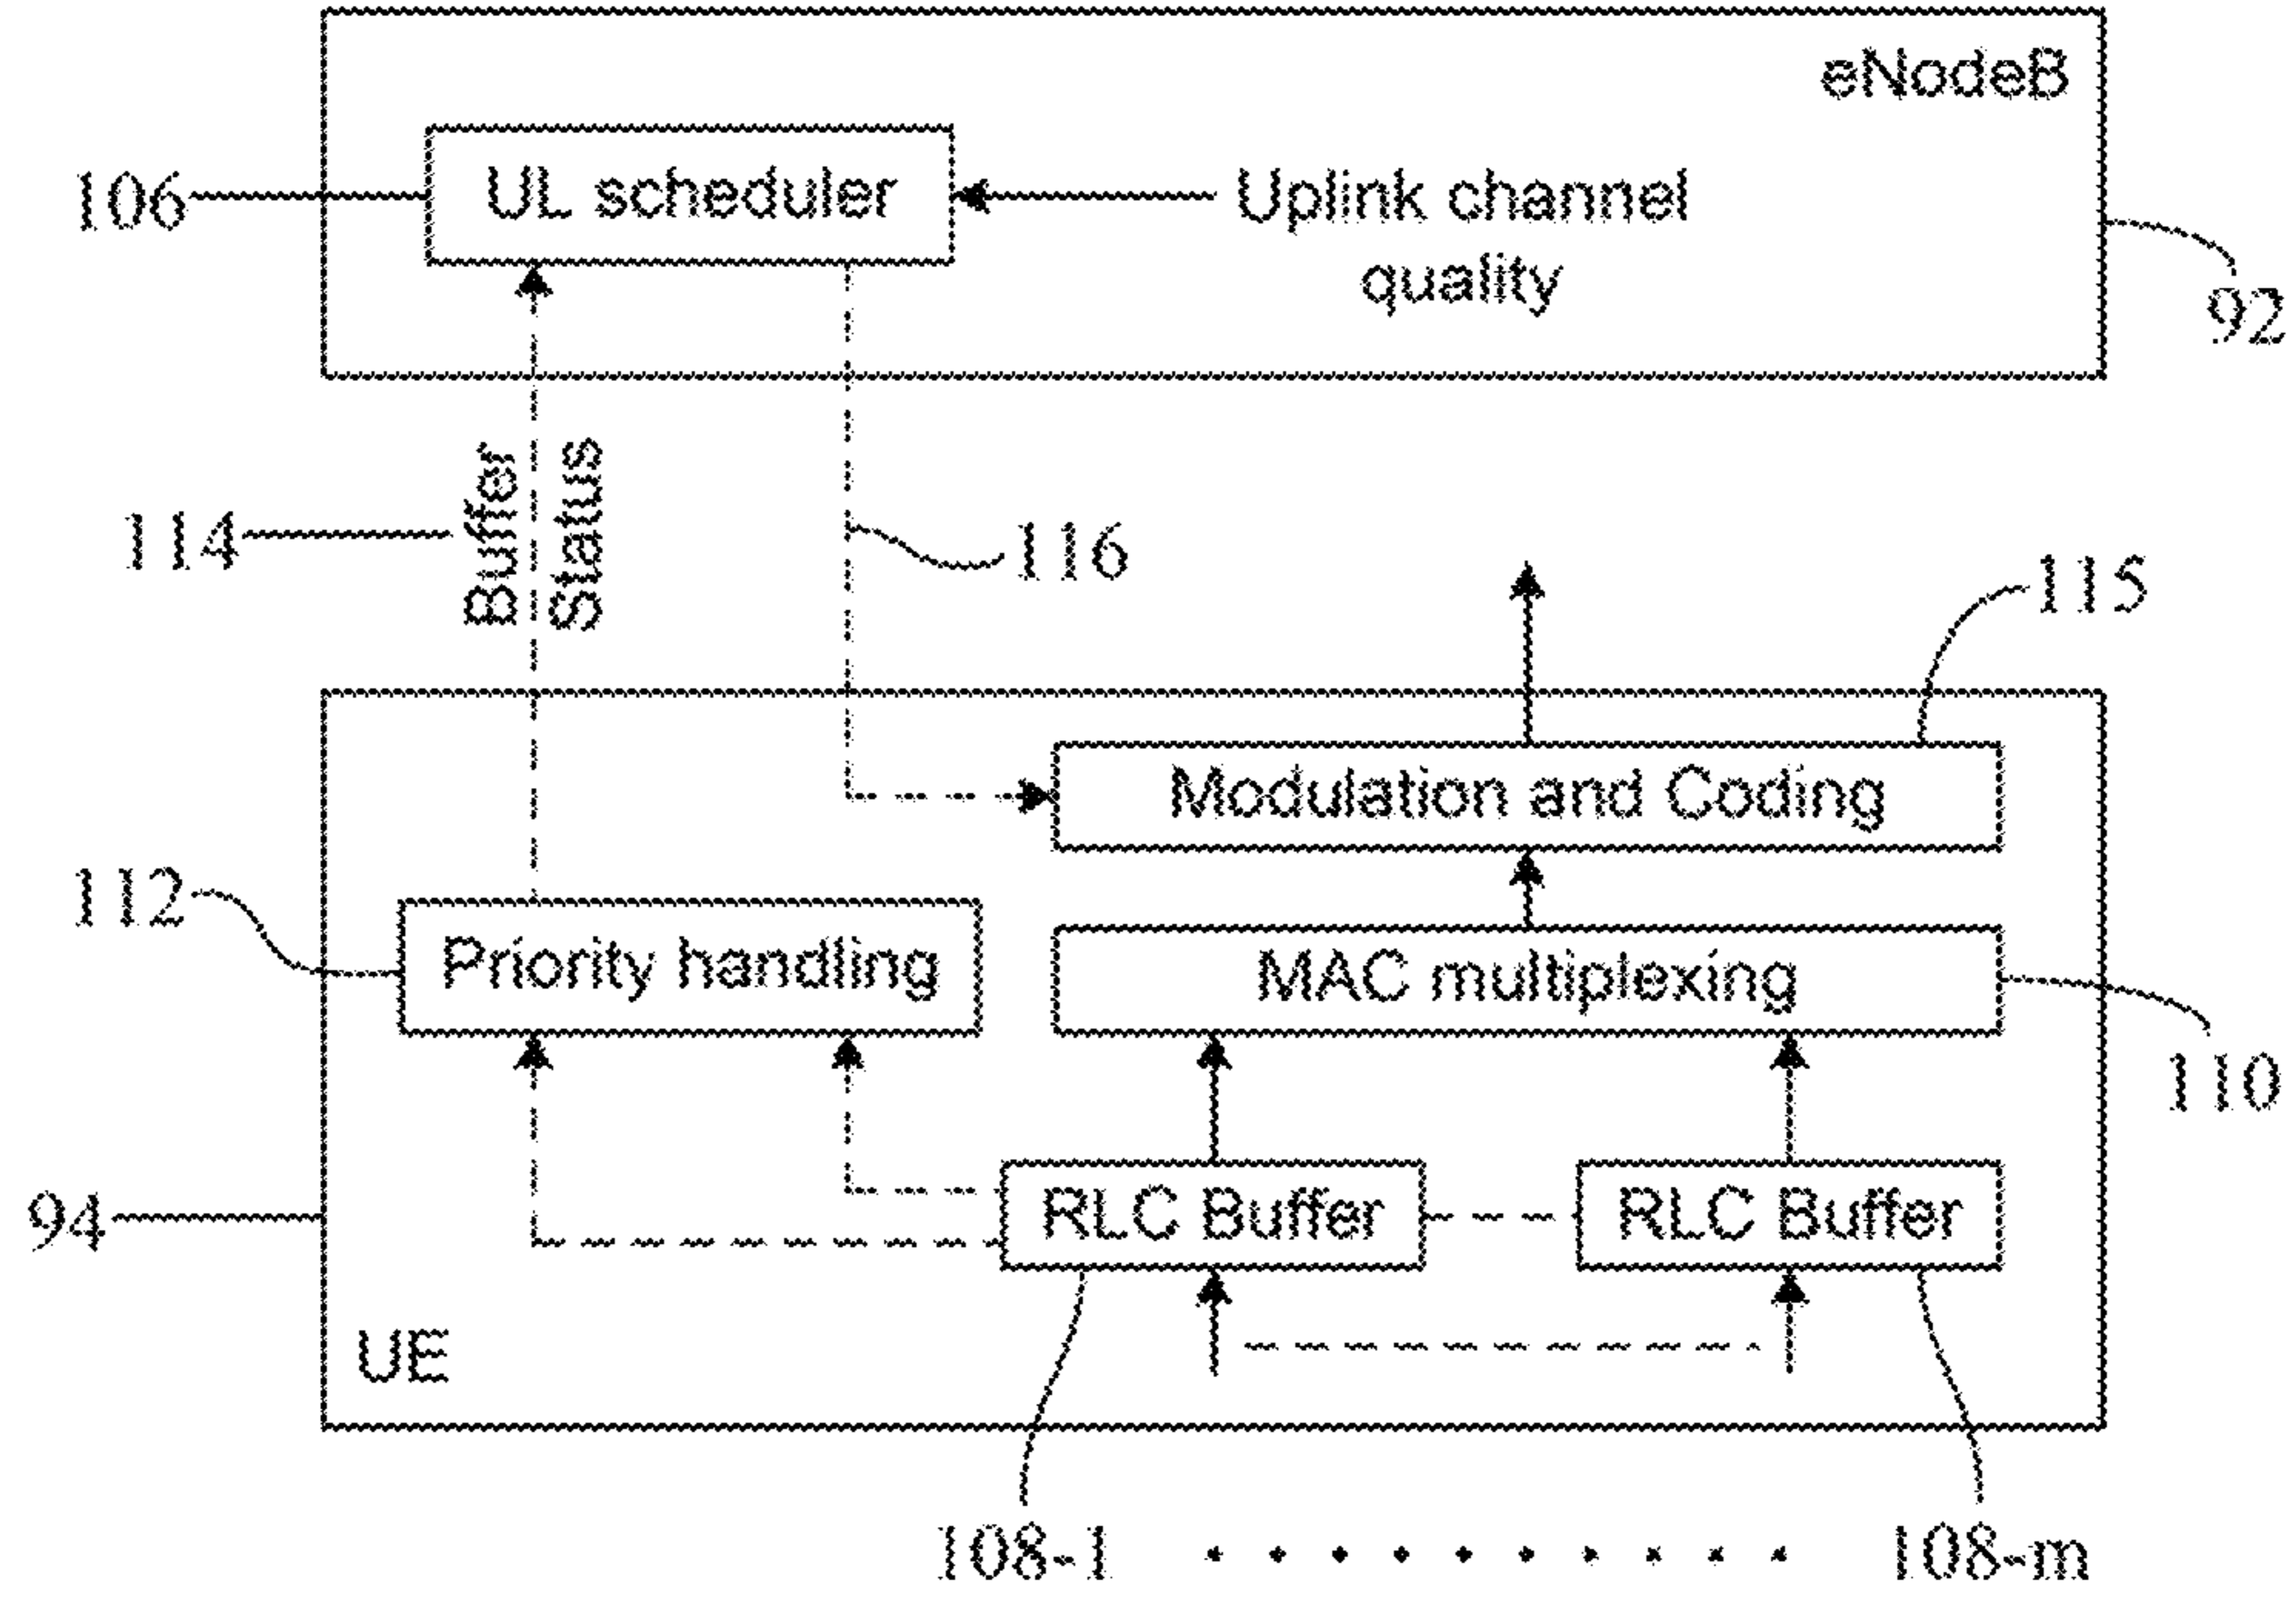 eNodeB
106
UL scheduler
Uplink channel
quality
92
114
Buffer
Status
116
115
Modulation and Coding
112
Priority handling
MAC multiplexing
110
94
RLC Buffer
RLC Buffer
UE
108-1
108-m